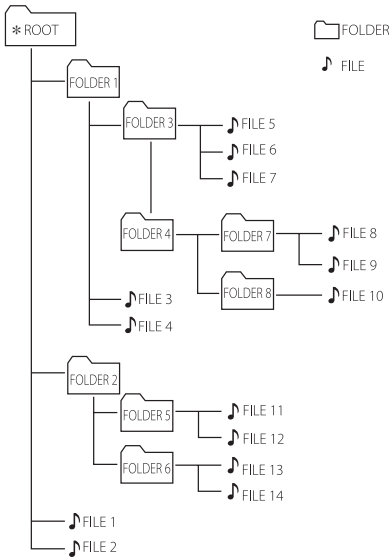 *ROOT
FOLDER
FILE
FOLDER 1
FOLDER 3
FILE 5
FILE 6
FILE 7
FOLDER 4
FOLDER 7
FILE 8
FILE 9
FOLDER 8
FILE 10
FILE 3
FILE 4
FOLDER 2
FOLDER 5
FILE 11
FILE 12
FOLDER 6
FILE 13
FILE 14
FILE 1
FILE 2